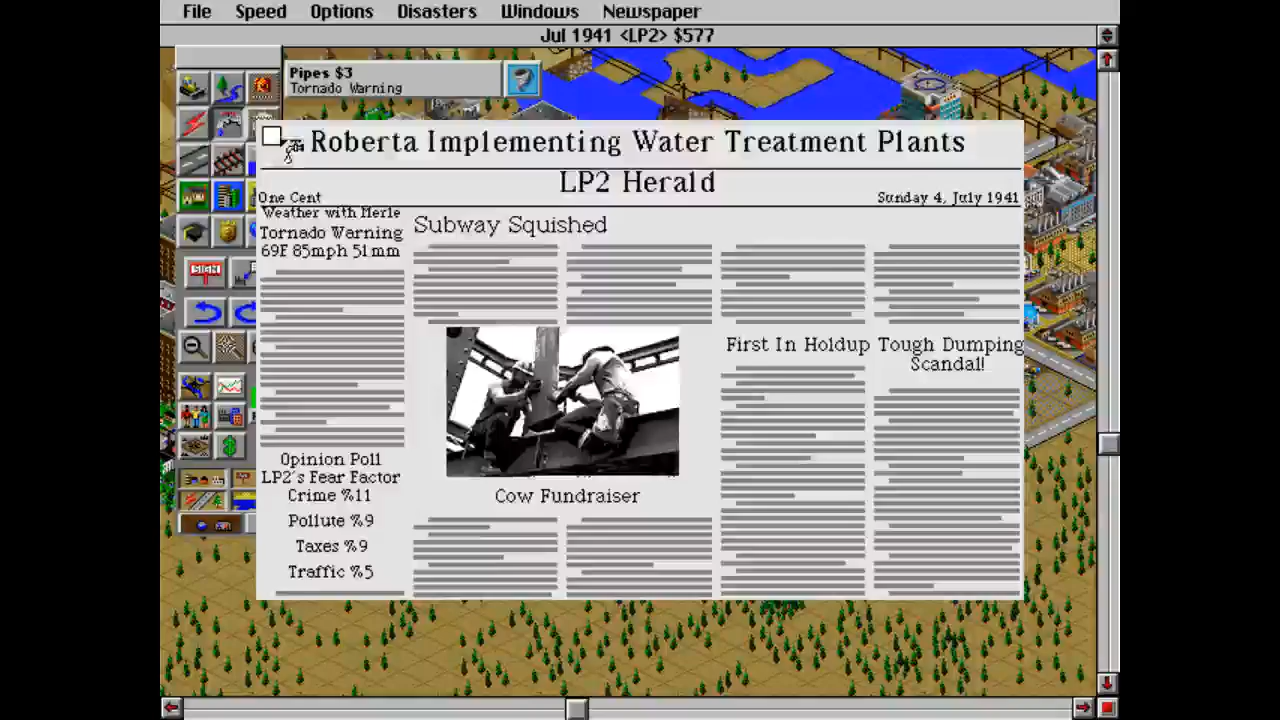 File Speed Options Disasters Windows Newspaper
Jul 1941 <LP2> $577
Pipes $3
Tornado Warning
Roberta Implementing Water Treatment Plants
LP2 Herald
One Cent
Sunday 4, July 1941
Weather with Merle
Tornado Warning
69F 85mph 51mm
Subway Squished
First In Holdup
Tough Dumping
Scandal!
Opinion Poll
LP2's Fear Factor
Crime %11
Pollute %9
Taxes %9
Traffic %5
Cow Fundraiser
SIGN